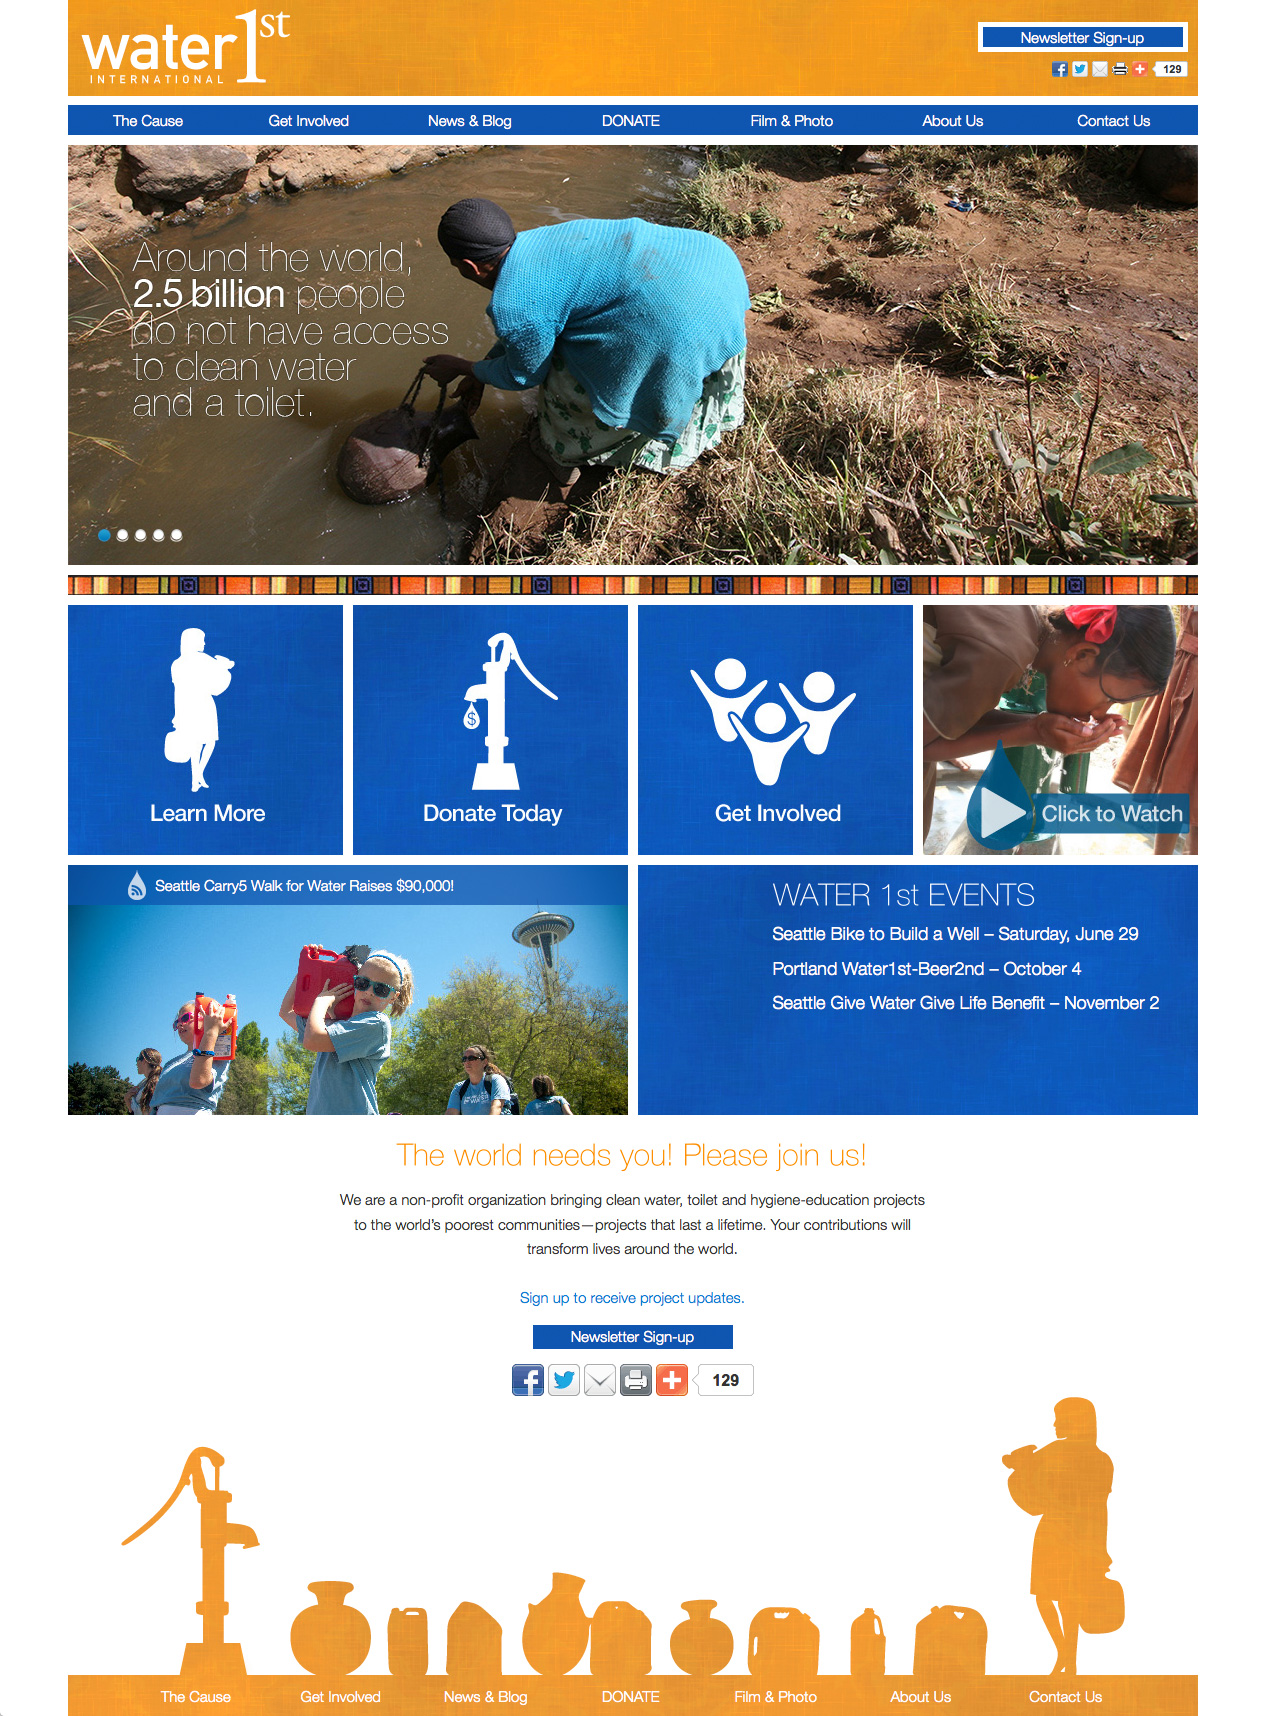 water1st
INTERNATIONAL
Newsletter Sign-up
129
The Cause Get Involved News & Blog DONATE Film & Photo About Us Contact Us
Around the world,
2.5 billion people
do not have access
to clean water
and a toilet.
$
Learn More
Donate Today
Get Involved
Click to Watch
Seattle Carry5 Walk for Water Raises $90,000!
WATER 1st EVENTS
Seattle Bike to Build a Well – Saturday, June 29
Portland Water1st-Beer2nd – October 4
Seattle Give Water Give Life Benefit – November 2
The world needs you! Please join us!
We are a non-profit organization bringing clean water, toilet and hygiene-education projects
to the world’s poorest communities—projects that last a lifetime. Your contributions will
transform lives around the world.
Sign up to receive project updates.
Newsletter Sign-up
129
The Cause Get Involved News & Blog DONATE Film & Photo About Us Contact Us